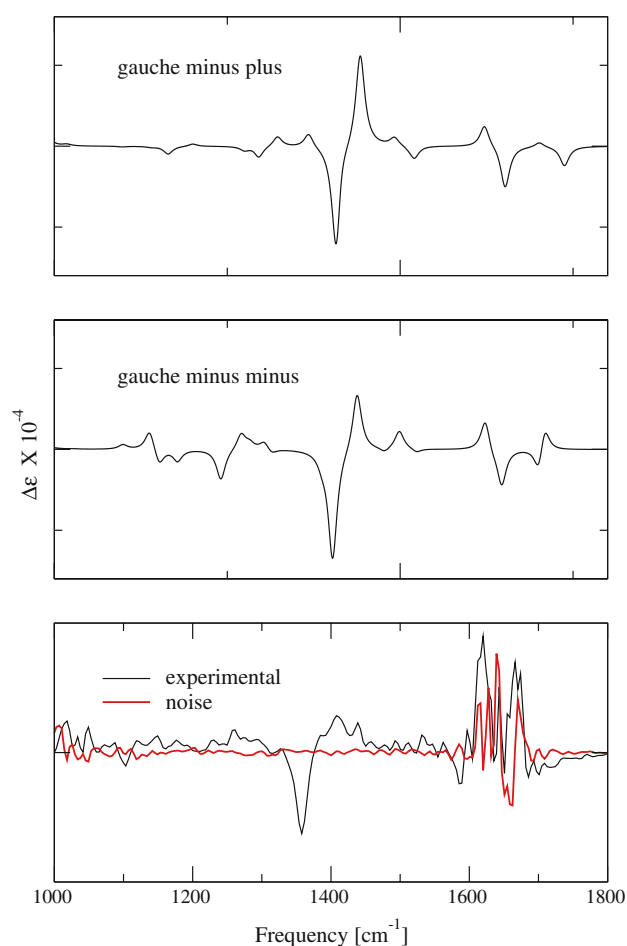 gauche minus plus
gauche minus minus
Δε X 10⁻⁴
experimental
noise
1000 1200 1400 1600 1800
Frequency [cm⁻¹]